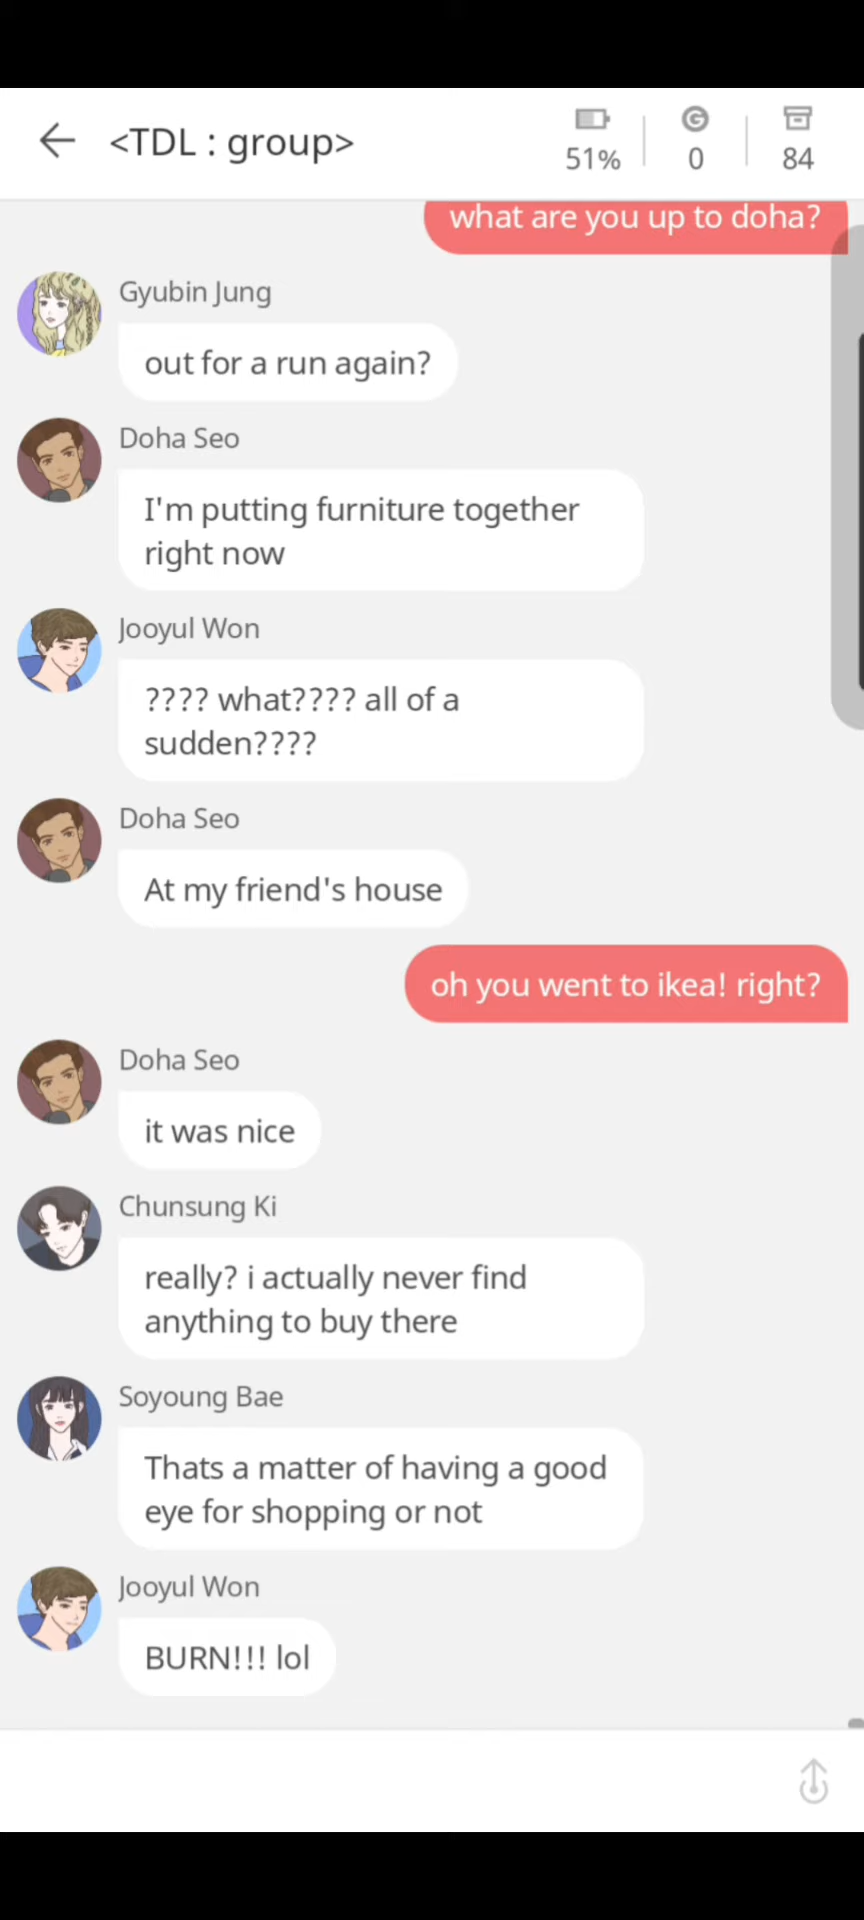 <TDL : group>
51%
0
84
what are you up to doha?
Gyubin Jung
out for a run again?
Doha Seo
I'm putting furniture together
right now
Jooyul Won
???? what???? all of a
sudden????
Doha Seo
At my friend's house
oh you went to ikea! right?
Doha Seo
it was nice
Chunsung Ki
really? i actually never find
anything to buy there
Soyoung Bae
Thats a matter of having a good
eye for shopping or not
Jooyul Won
BURN!!! lol